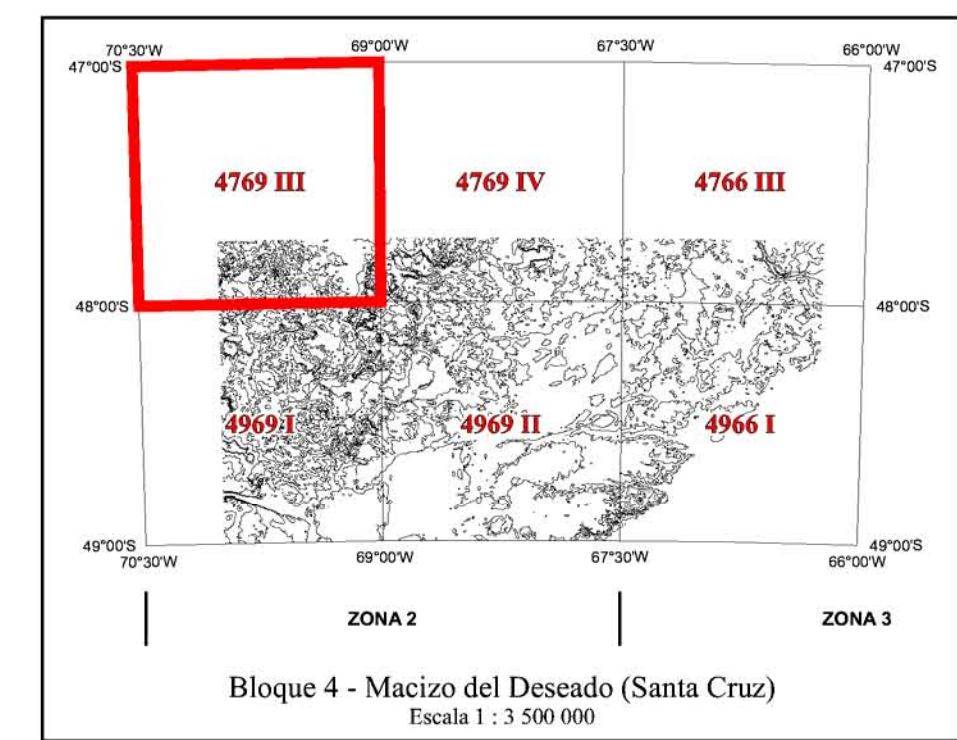 70°30'W 69°00'W 67°30'W 66°00'W
47°00'S 47°00'S
4769 III 4769 IV 4766 III
48°00'S 48°00'S
4969 I 4969 II 4966 I
49°00'S 49°00'S
70°30'W 69°00'W 67°30'W 66°00'W
ZONA 2 ZONA 3
Bloque 4 - Macizo del Deseado (Santa Cruz)
Escala 1 : 3 500 000